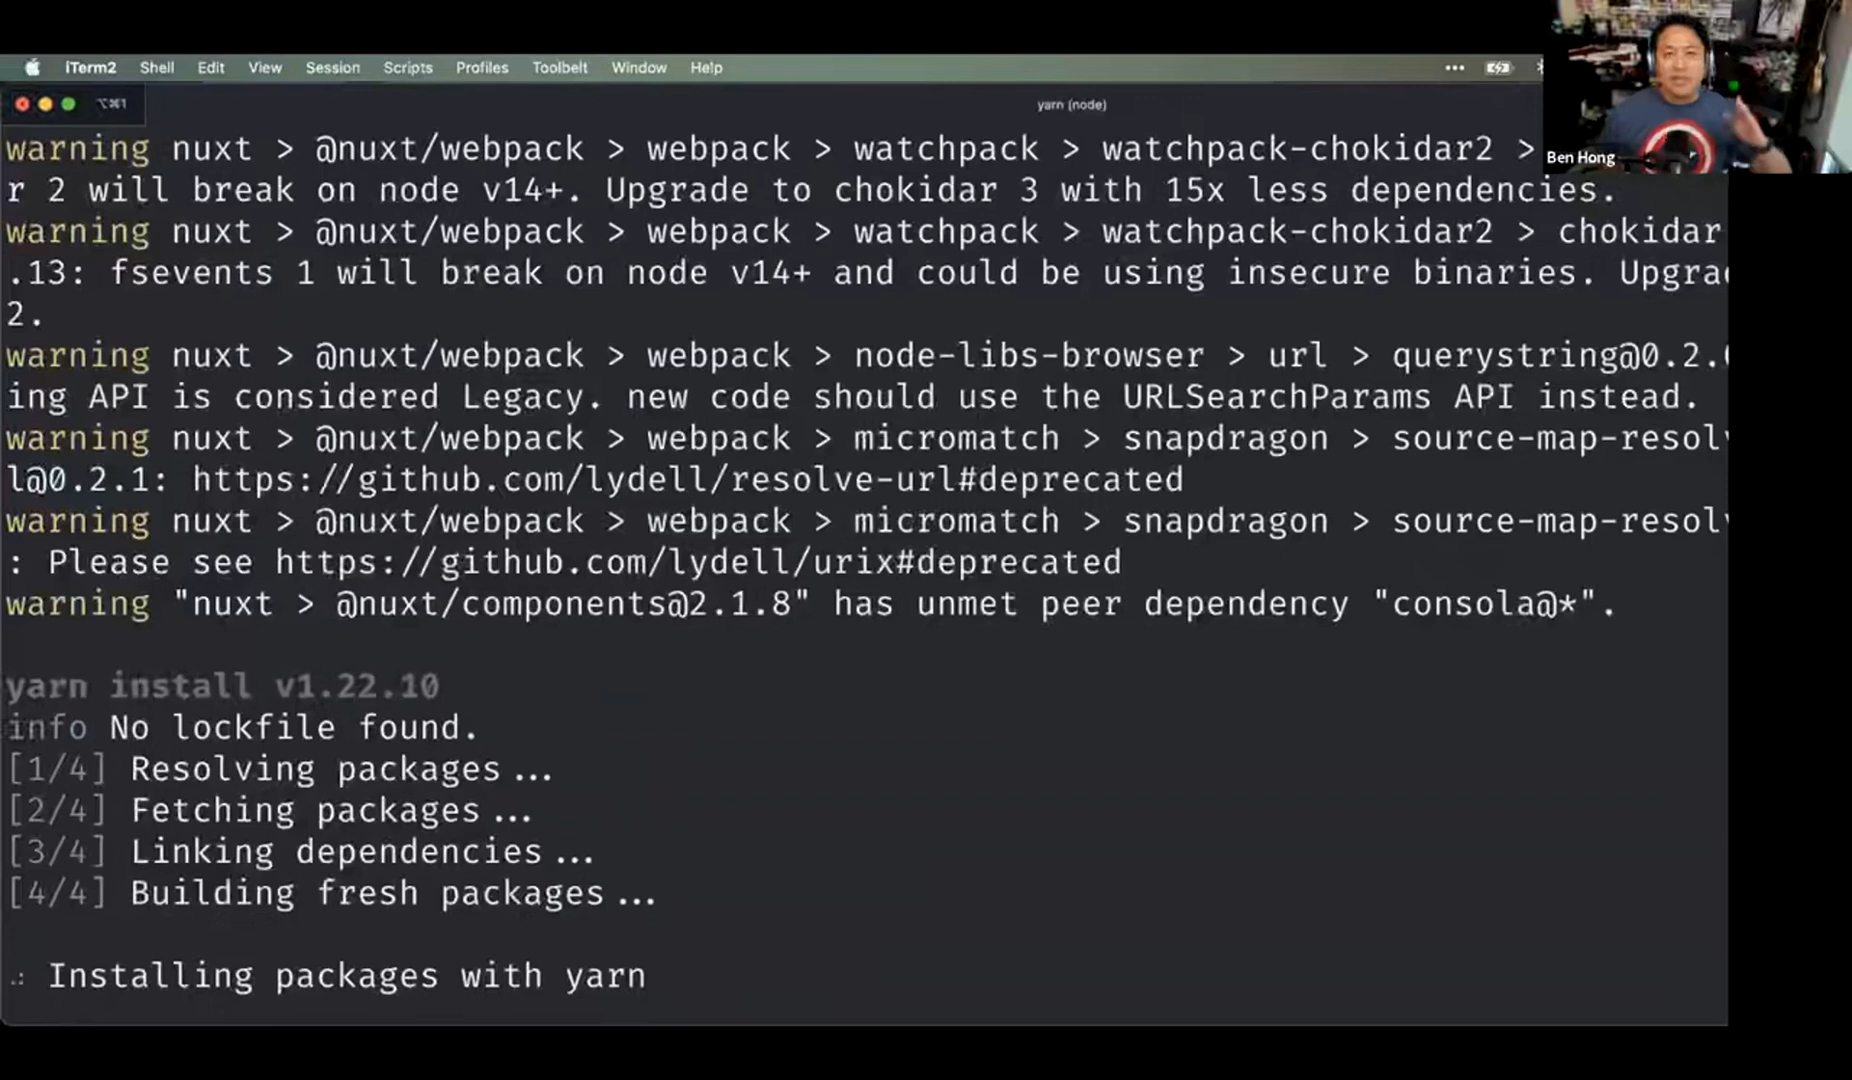 iTerm2 Shell Edit View Session Scripts Profiles Toolbelt Window Help
⌥⌘1
yarn (node)
Ben Hong
warning nuxt > @nuxt/webpack > webpack > watchpack > watchpack-chokidar2 >
r 2 will break on node v14+. Upgrade to chokidar 3 with 15x less dependencies.
warning nuxt > @nuxt/webpack > webpack > watchpack > watchpack-chokidar2 > chokidar
.13: fsevents 1 will break on node v14+ and could be using insecure binaries. Upgra
2.
warning nuxt > @nuxt/webpack > webpack > node-libs-browser > url > querystring@0.2.
ing API is considered Legacy. new code should use the URLSearchParams API instead.
warning nuxt > @nuxt/webpack > webpack > micromatch > snapdragon > source-map-resol
l@0.2.1: https://github.com/lydell/resolve-url#deprecated
warning nuxt > @nuxt/webpack > webpack > micromatch > snapdragon > source-map-resol
: Please see https://github.com/lydell/urix#deprecated
warning "nuxt > @nuxt/components@2.1.8" has unmet peer dependency "consola@*".
yarn install v1.22.10
info No lockfile found.
[1/4] Resolving packages...
[2/4] Fetching packages...
[3/4] Linking dependencies...
[4/4] Building fresh packages...
Installing packages with yarn